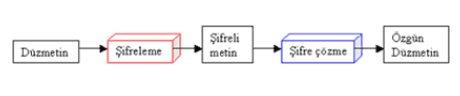 Düzmetin
Şifreleme
Şifreli
metin
Şifre çözme
Özgün
Düzmetin